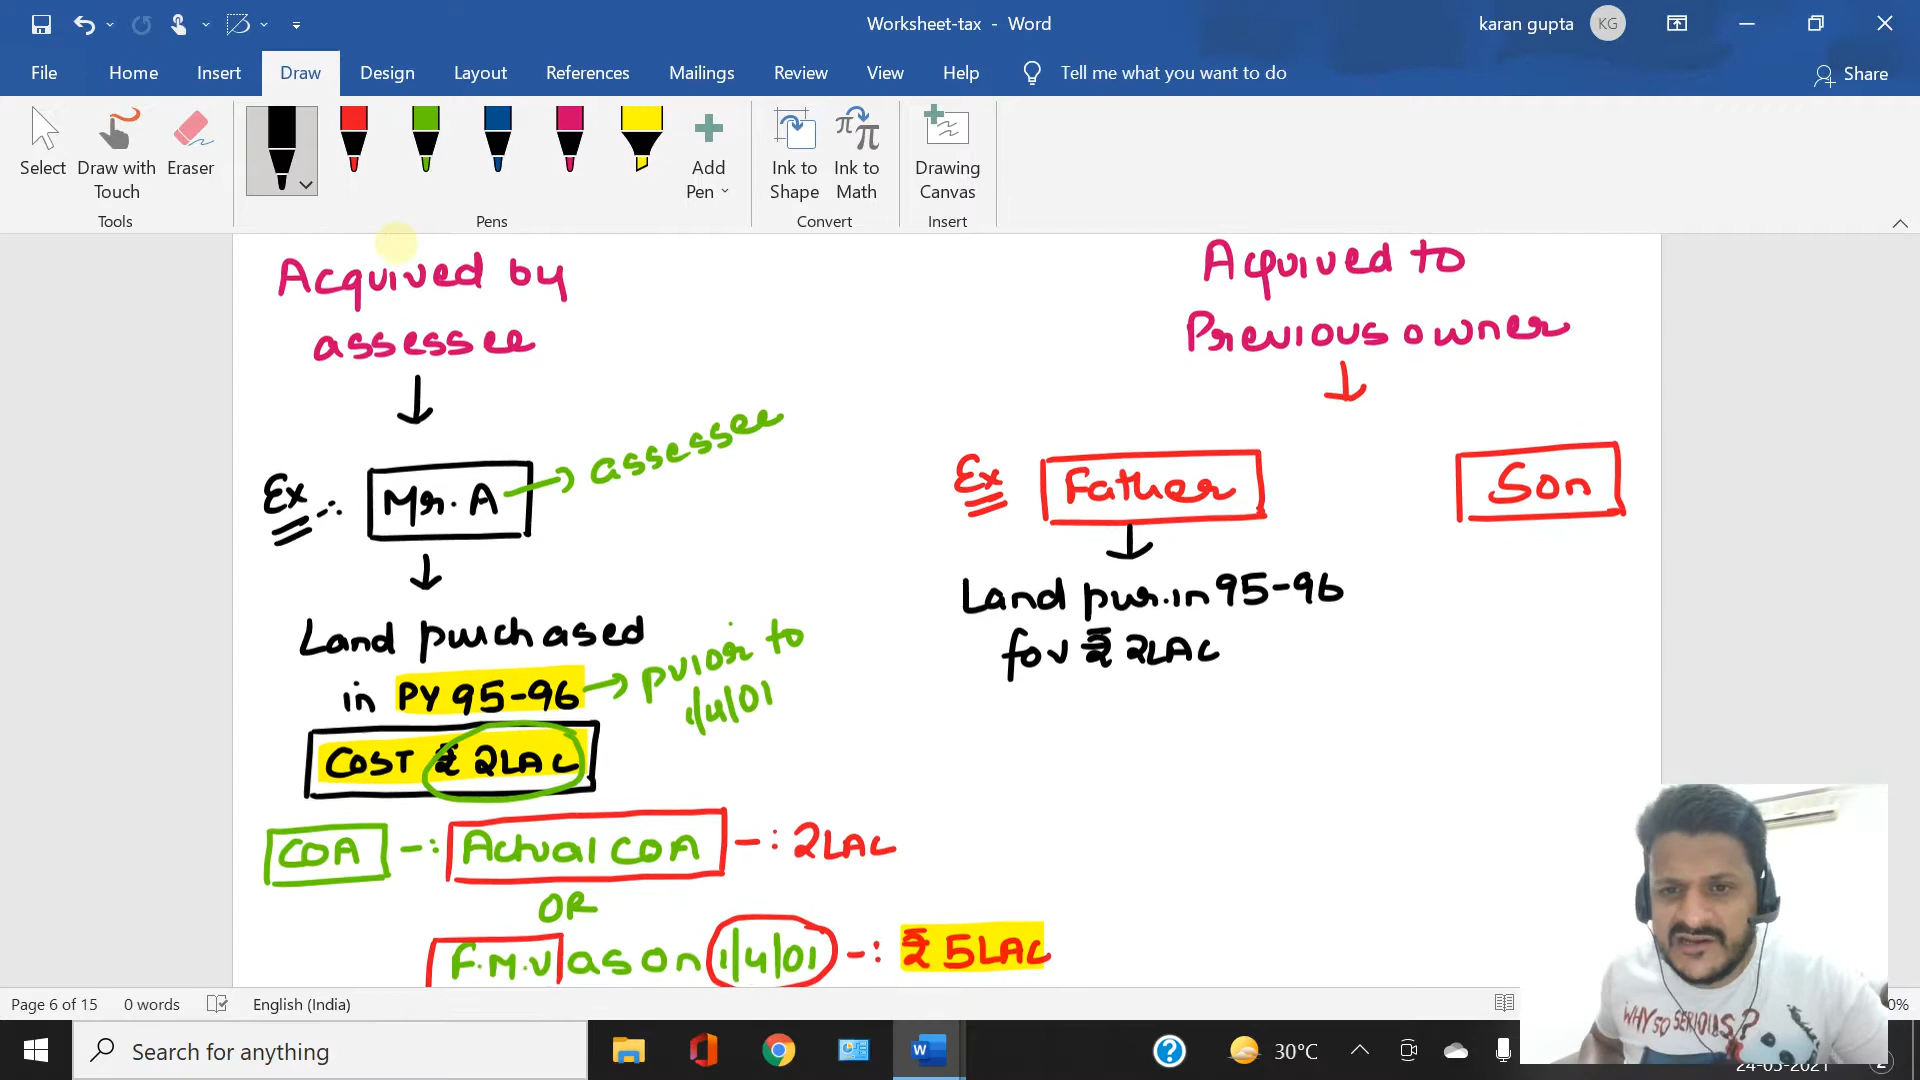 Worksheet-tax - Word
karan gupta
KG
File
Home
Insert
Draw
Design
Layout
References
Mailings
Review
View
Help
Tell me what you want to do
Share
Select
Draw with
Touch
Eraser
Add
Pen
Ink to
Shape
Ink to
Math
Drawing
Canvas
Tools
Pens
Convert
Insert
Acquired by
assessee
Ex -:
Mr. A
assessee
Land purchased
in PY 95-96
prior to
1/4/01
COST ₹ 2LAC
COA -: Actual COA -: 2LAC
OR
F.M.V as on 1/4/01 -: ₹ 5LAC
Aquired to
Previous owner
Ex
Father
Son
Land pur.in 95-96
for ₹ 2LAC
WHY SO SERIOUS?
Page 6 of 15
0 words
English (India)
0%
Search for anything
30°C